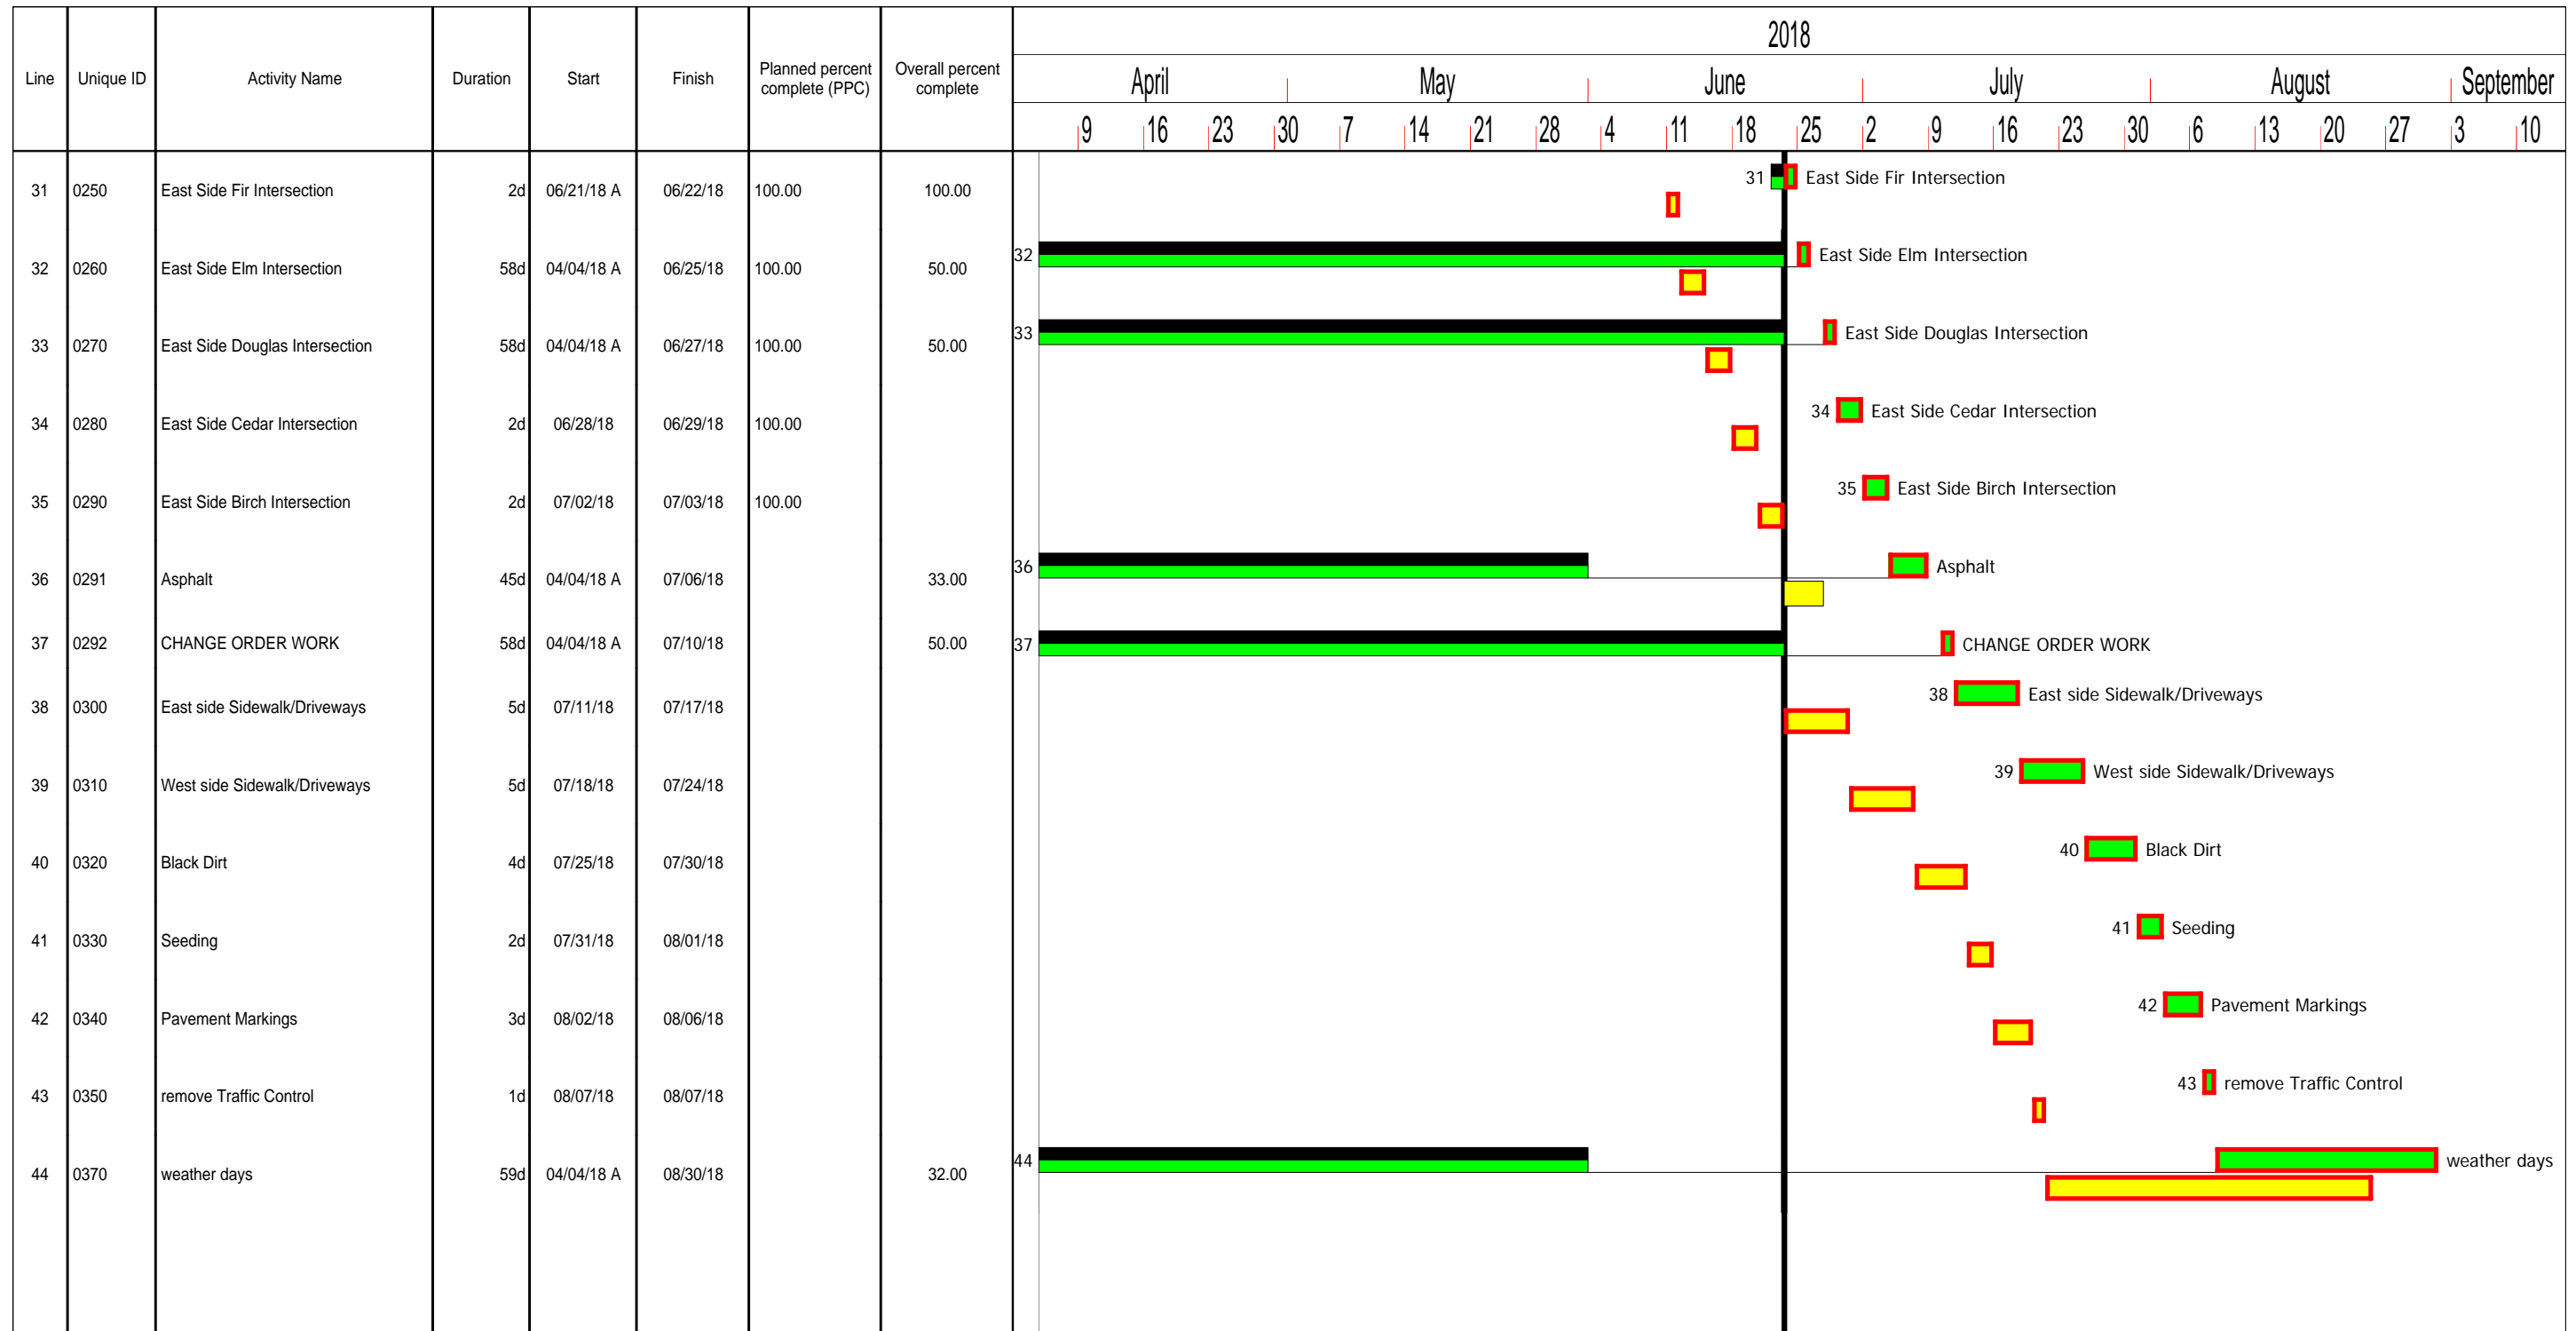 2018
Line Unique ID Activity Name Duration Start Finish Planned percent complete (PPC) Overall percent complete
April May June July August September
9 16 23 30 7 14 21 28 4 11 18 25 2 9 16 23 30 6 13 20 27 3 10
31 0250 East Side Fir Intersection 2d 06/21/18 A 06/22/18 100.00 100.00 31 East Side Fir Intersection
32 0260 East Side Elm Intersection 58d 04/04/18 A 06/25/18 100.00 50.00 32 East Side Elm Intersection
33 0270 East Side Douglas Intersection 58d 04/04/18 A 06/27/18 100.00 50.00 33 East Side Douglas Intersection
34 0280 East Side Cedar Intersection 2d 06/28/18 06/29/18 100.00 34 East Side Cedar Intersection
35 0290 East Side Birch Intersection 2d 07/02/18 07/03/18 100.00 35 East Side Birch Intersection
36 0291 Asphalt 45d 04/04/18 A 07/06/18 33.00 36 Asphalt
37 0292 CHANGE ORDER WORK 58d 04/04/18 A 07/10/18 50.00 37 CHANGE ORDER WORK
38 0300 East side Sidewalk/Driveways 5d 07/11/18 07/17/18 38 East side Sidewalk/Driveways
39 0310 West side Sidewalk/Driveways 5d 07/18/18 07/24/18 39 West side Sidewalk/Driveways
40 0320 Black Dirt 4d 07/25/18 07/30/18 40 Black Dirt
41 0330 Seeding 2d 07/31/18 08/01/18 41 Seeding
42 0340 Pavement Markings 3d 08/02/18 08/06/18 42 Pavement Markings
43 0350 remove Traffic Control 1d 08/07/18 08/07/18 43 remove Traffic Control
44 0370 weather days 59d 04/04/18 A 08/30/18 32.00 44 weather days